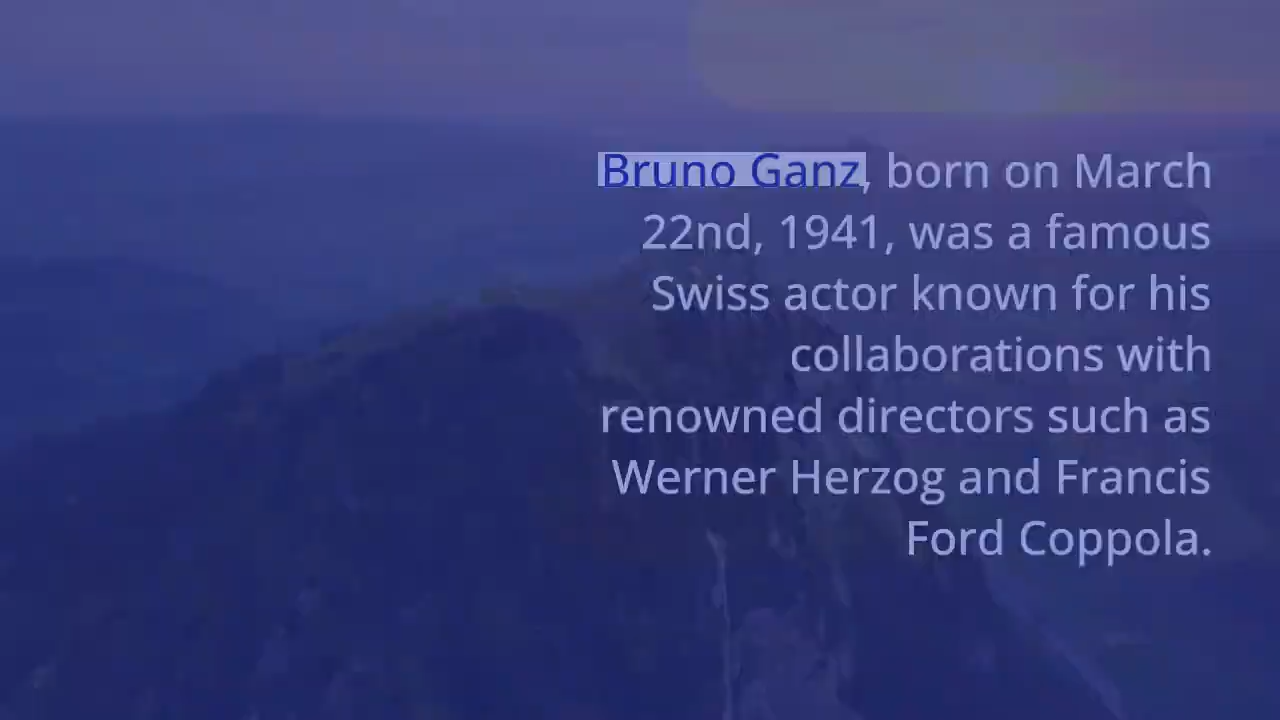 Bruno Ganz, born on March
22nd, 1941, was a famous
Swiss actor known for his
collaborations with
renowned directors such as
Werner Herzog and Francis
Ford Coppola.